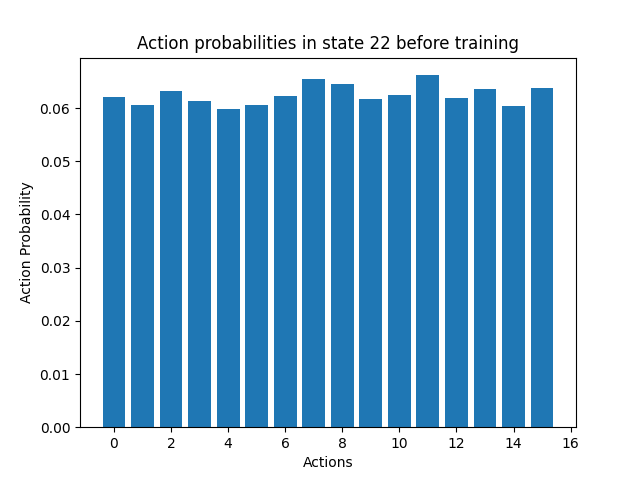 Action probabilities in state 22 before training
0.06
0.05
0.04
0.03
0.02
0.01
0.00
Action Probability
0 2 4 6 8 10 12 14 16
Actions